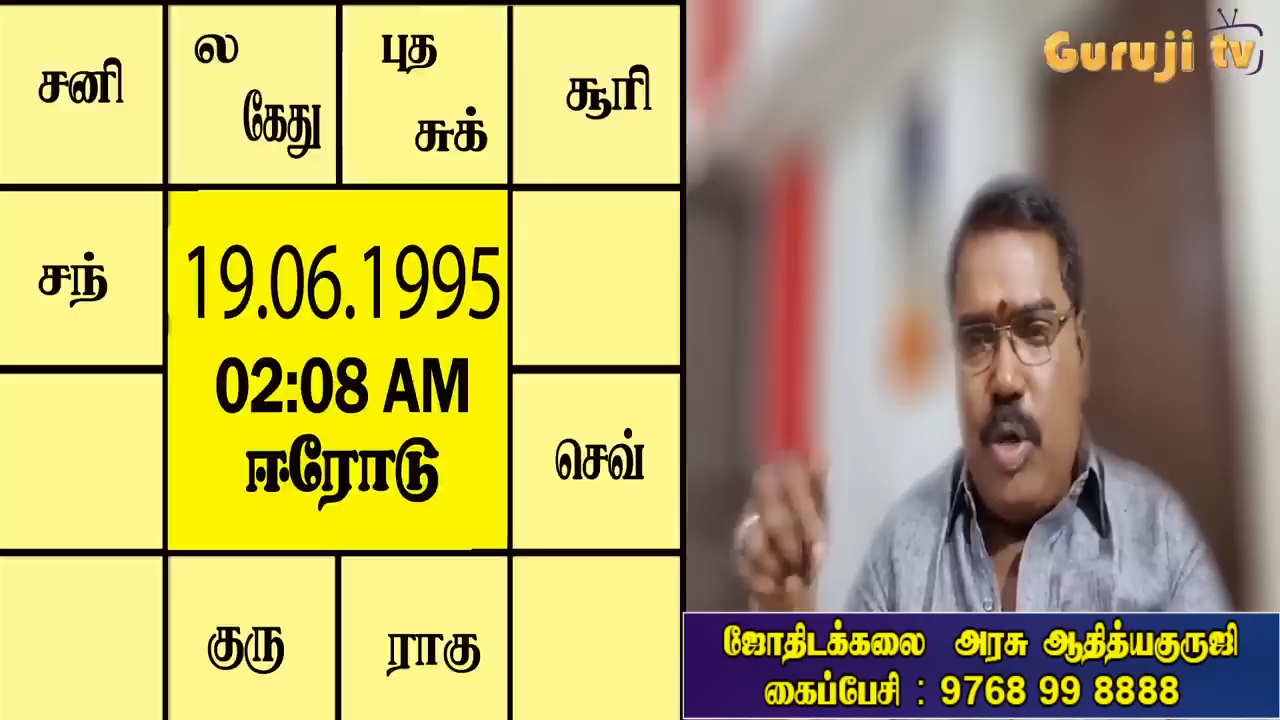 சனி
ல
கேது
புத
சுக்
சூரி
சந்
19.06.1995
02:08 AM
ஈரோடு
செவ்
குரு
ராகு
Guruji tv
ஜோதிடக்கலை அரசு ஆதித்யகுருஜி
கைப்பேசி : 9768 99 8888